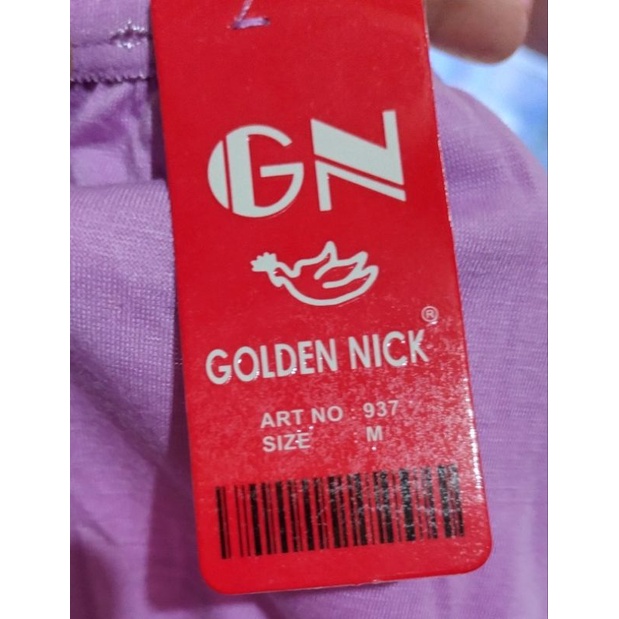 GN
GOLDEN NICK®
ART NO : 937
SIZE : M